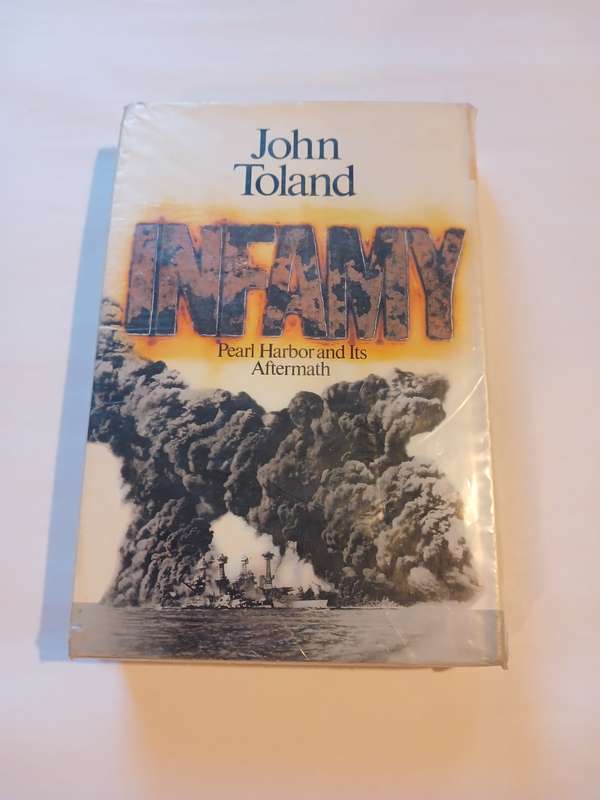 John
Toland
INFAMY
Pearl Harbor and Its
Aftermath